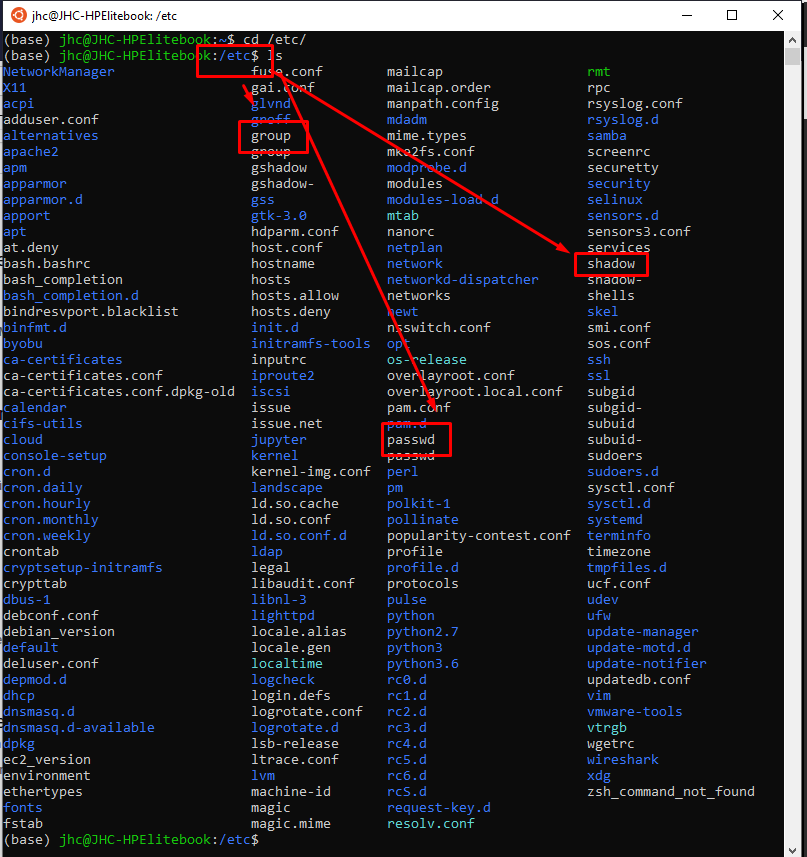 jhc@JHC-HPElitebook: /etc
(base) jhc@JHC-HPElitebook:~$ cd /etc/
(base) jhc@JHC-HPElitebook:/etc$ ls
NetworkManager fuse.conf mailcap rmt
X11 gai.conf mailcap.order rpc
acpi glvnd manpath.config rsyslog.conf
adduser.conf groff mdadm rsyslog.d
alternatives group mime.types samba
apache2 group- mke2fs.conf screenrc
apm gshadow modprobe.d securetty
apparmor gshadow- modules security
apparmor.d gss modules-load.d selinux
apport gtk-3.0 mtab sensors.d
apt hdparm.conf nanorc sensors3.conf
at.deny host.conf netplan services
bash.bashrc hostname network shadow
bash_completion hosts networkd-dispatcher shadow-
bash_completion.d hosts.allow networks shells
bindresvport.blacklist hosts.deny newt skel
binfmt.d init.d nsswitch.conf smi.conf
byobu initramfs-tools opt sos.conf
ca-certificates inputrc os-release ssh
ca-certificates.conf iproute2 overlayroot.conf ssl
ca-certificates.conf.dpkg-old iscsi overlayroot.local.conf subgid
calendar issue pam.conf subgid-
cifs-utils issue.net pam.d subuid
cloud jupyter passwd subuid-
console-setup kernel passwd- sudoers
cron.d kernel-img.conf perl sudoers.d
cron.daily landscape pm sysctl.conf
cron.hourly ld.so.cache polkit-1 sysctl.d
cron.monthly ld.so.conf pollinate systemd
cron.weekly ld.so.conf.d popularity-contest.conf terminfo
crontab ldap profile timezone
cryptsetup-initramfs legal profile.d tmpfiles.d
crypttab libaudit.conf protocols ucf.conf
dbus-1 libnl-3 pulse udev
debconf.conf lighttpd python ufw
debian_version locale.alias python2.7 update-manager
default locale.gen python3 update-motd.d
deluser.conf localtime python3.6 update-notifier
depmod.d logcheck rc0.d updatedb.conf
dhcp login.defs rc1.d vim
dnsmasq.d logrotate.conf rc2.d vmware-tools
dnsmasq.d-available logrotate.d rc3.d vtrgb
dpkg lsb-release rc4.d wgetrc
ec2_version ltrace.conf rc5.d wireshark
environment lvm rc6.d xdg
ethertypes machine-id rcS.d zsh_command_not_found
fonts magic request-key.d
fstab magic.mime resolv.conf
(base) jhc@JHC-HPElitebook:/etc$